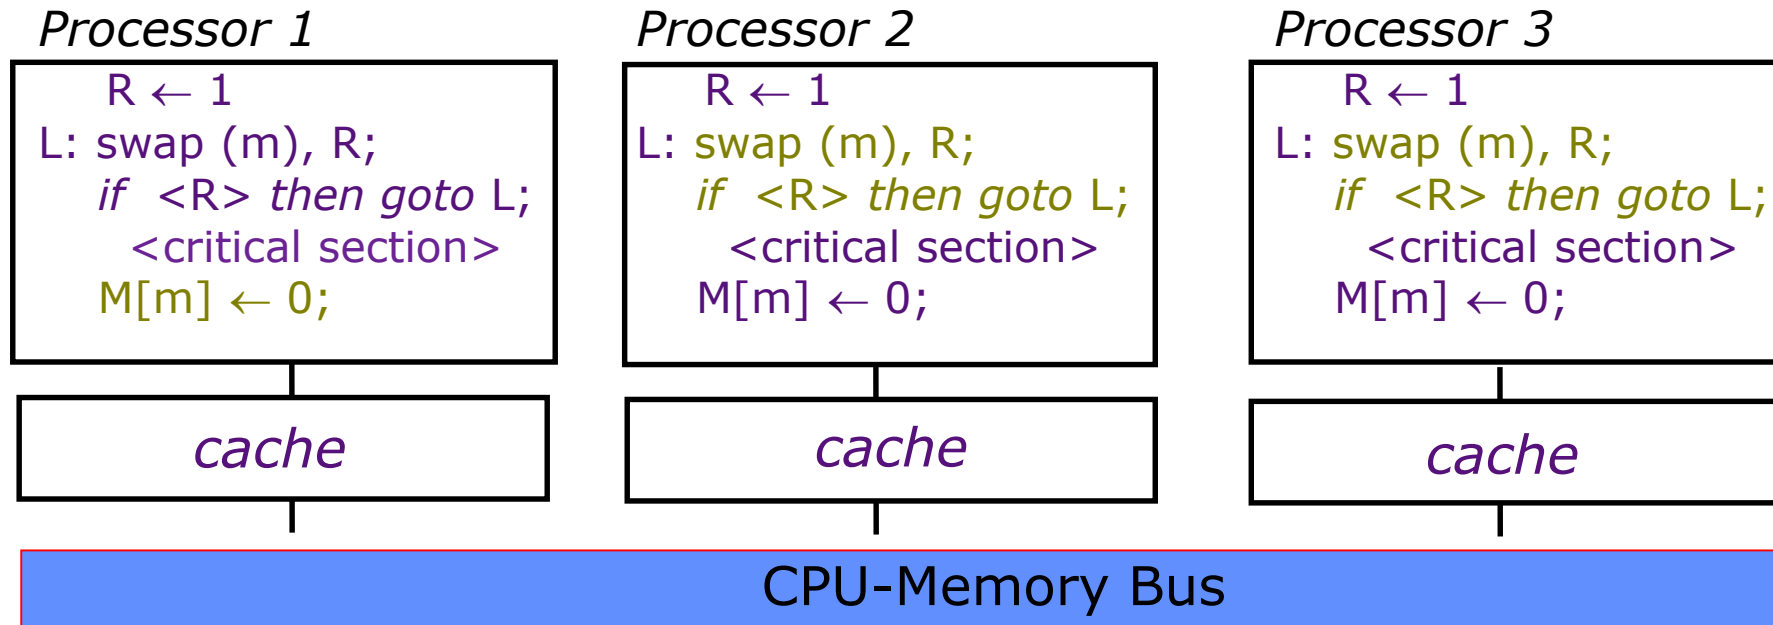 Processor 1
R ← 1
L: swap (m), R;
if <R> then goto L;
<critical section>
M[m] ← 0;
cache
Processor 2
R ← 1
L: swap (m), R;
if <R> then goto L;
<critical section>
M[m] ← 0;
cache
Processor 3
R ← 1
L: swap (m), R;
if <R> then goto L;
<critical section>
M[m] ← 0;
cache
CPU-Memory Bus